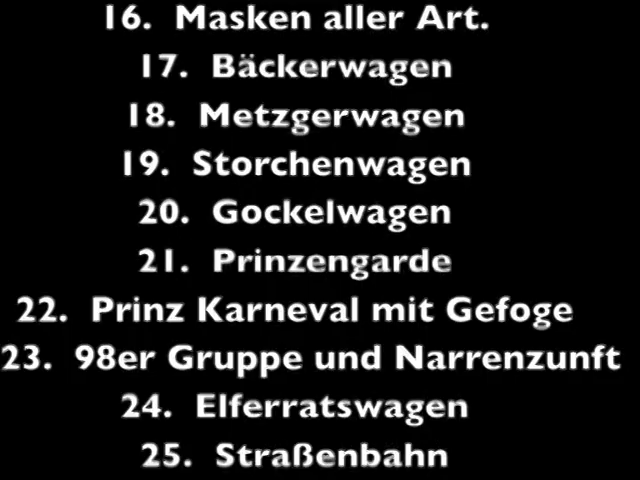 16. Masken aller Art.
17. Bäckerwagen
18. Metzgerwagen
19. Storchenwagen
20. Gockelwagen
21. Prinzengarde
22. Prinz Karneval mit Gefoge
23. 98er Gruppe und Narrenzunft
24. Elferratswagen
25. Straßenbahn